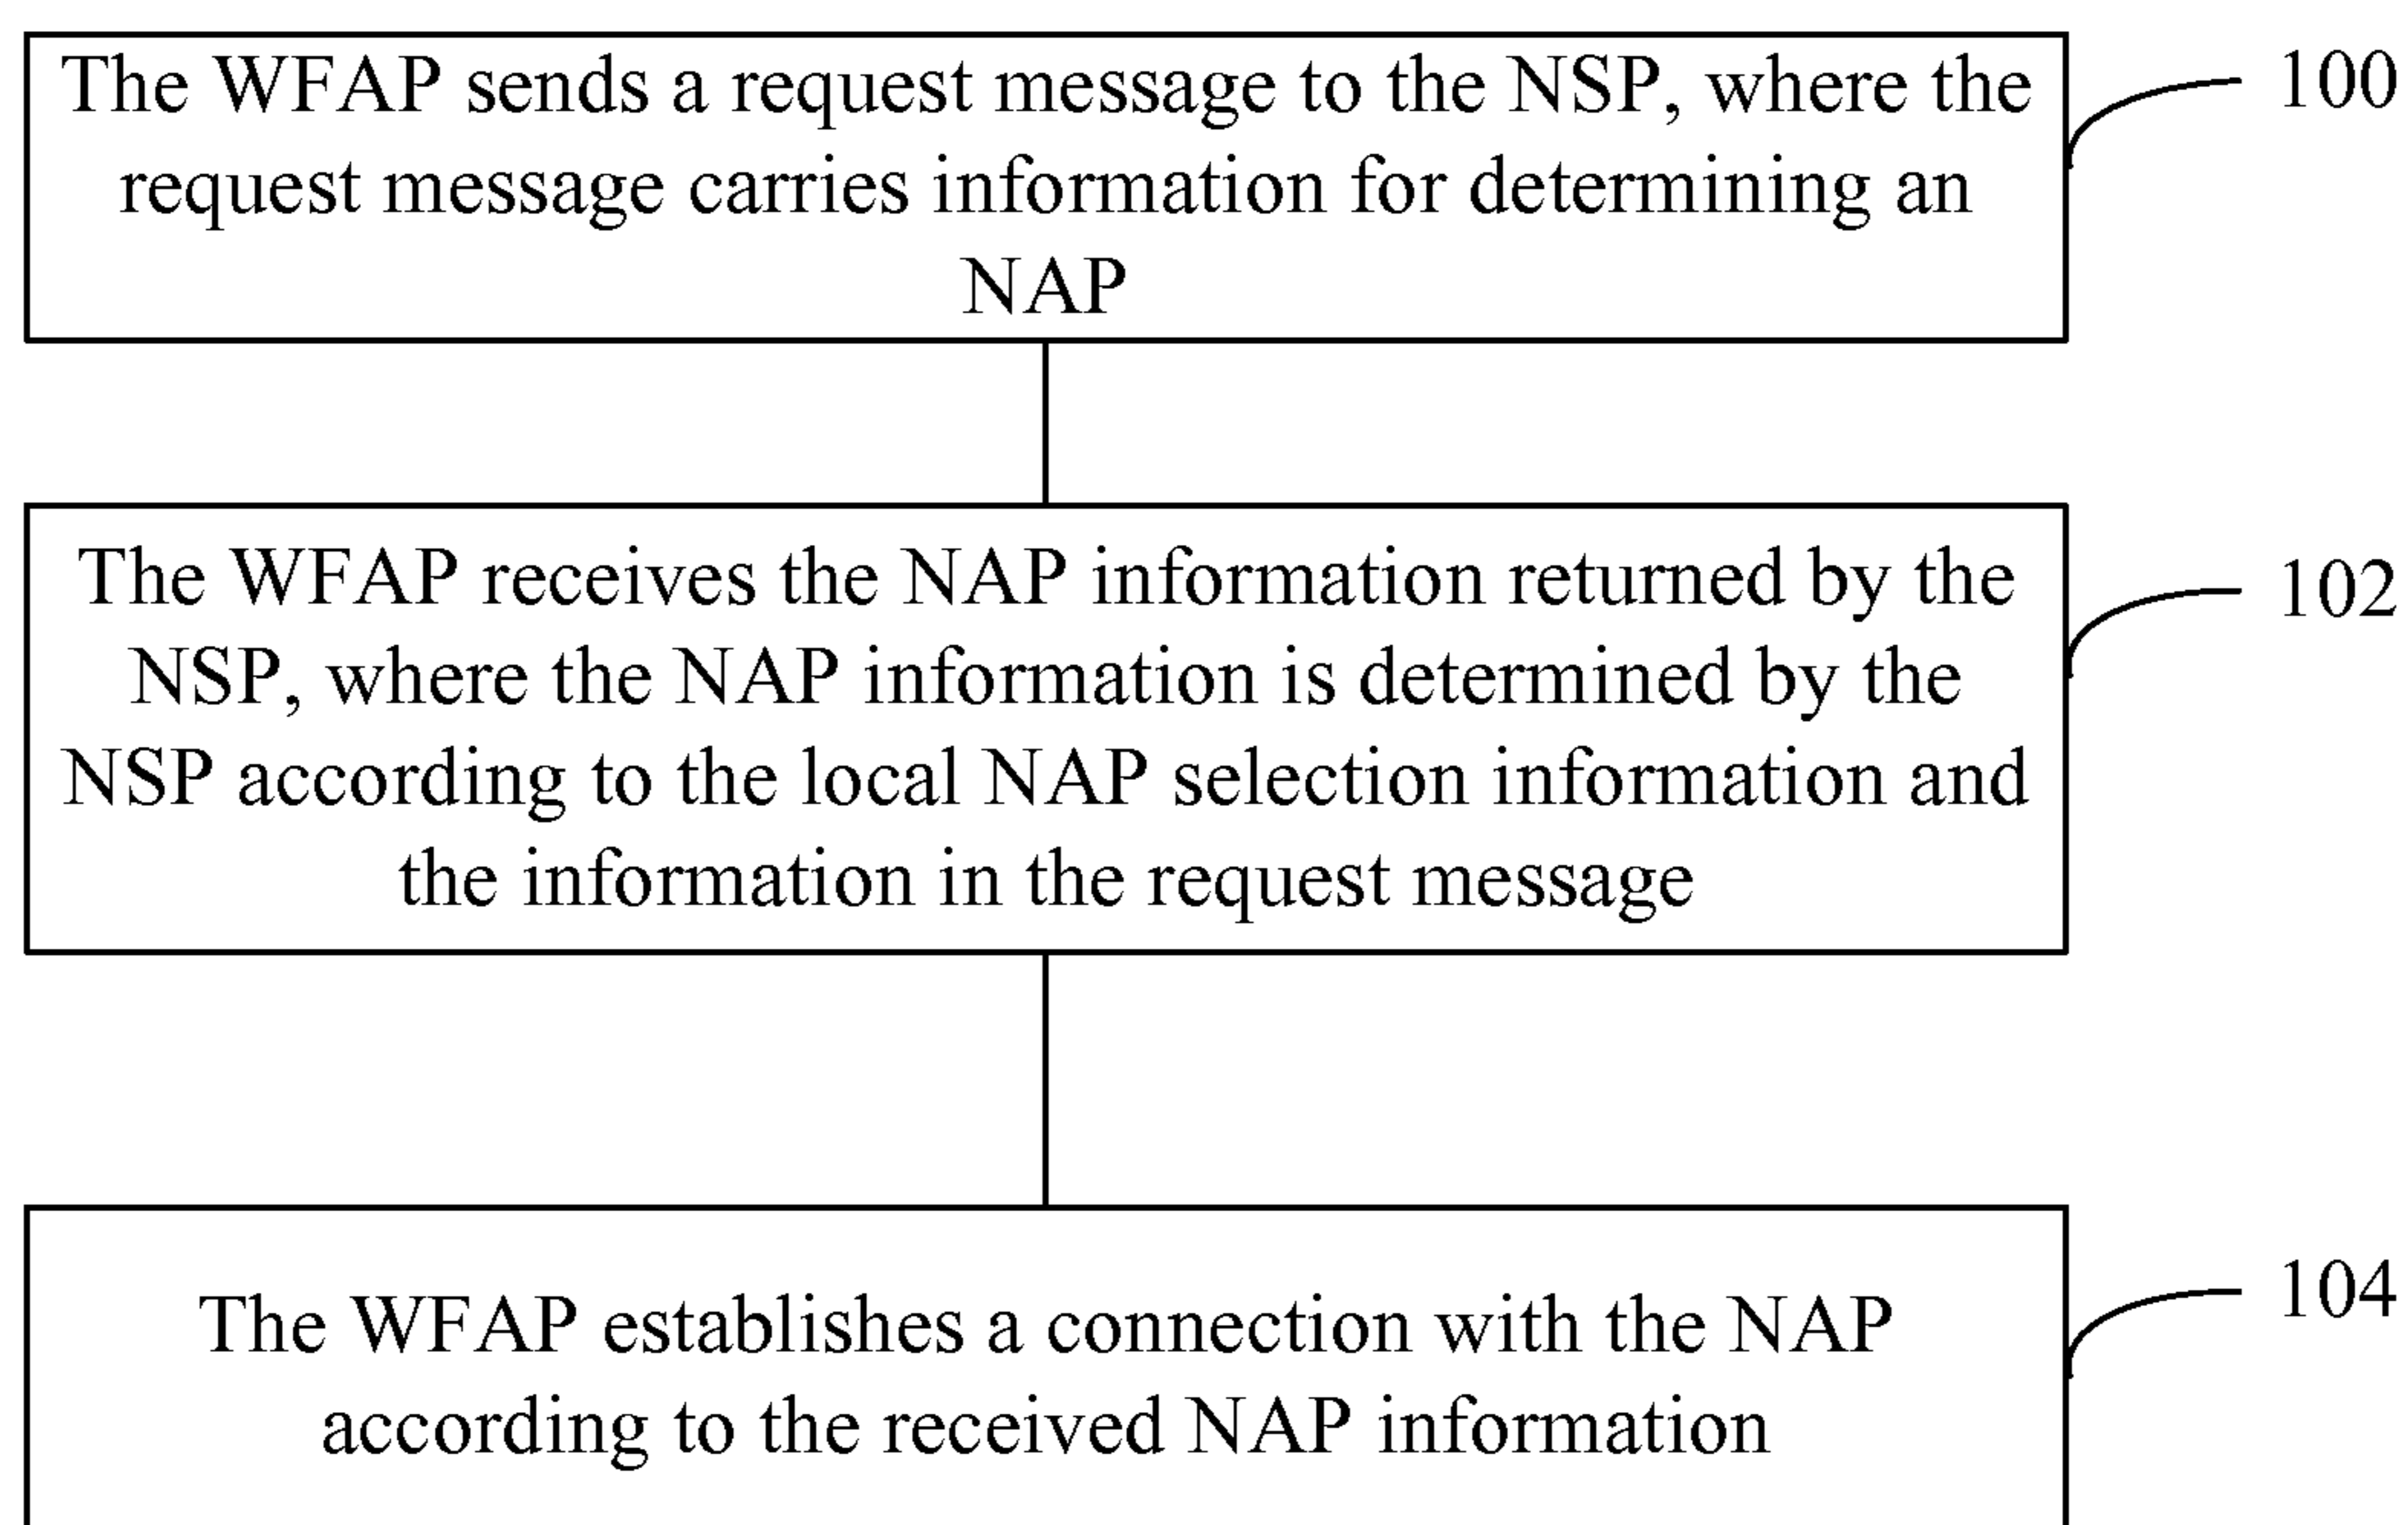 The WFAP sends a request message to the NSP, where the
request message carries information for determining an
NAP
100
The WFAP receives the NAP information returned by the
NSP, where the NAP information is determined by the
NSP according to the local NAP selection information and
the information in the request message
102
The WFAP establishes a connection with the NAP
according to the received NAP information
104